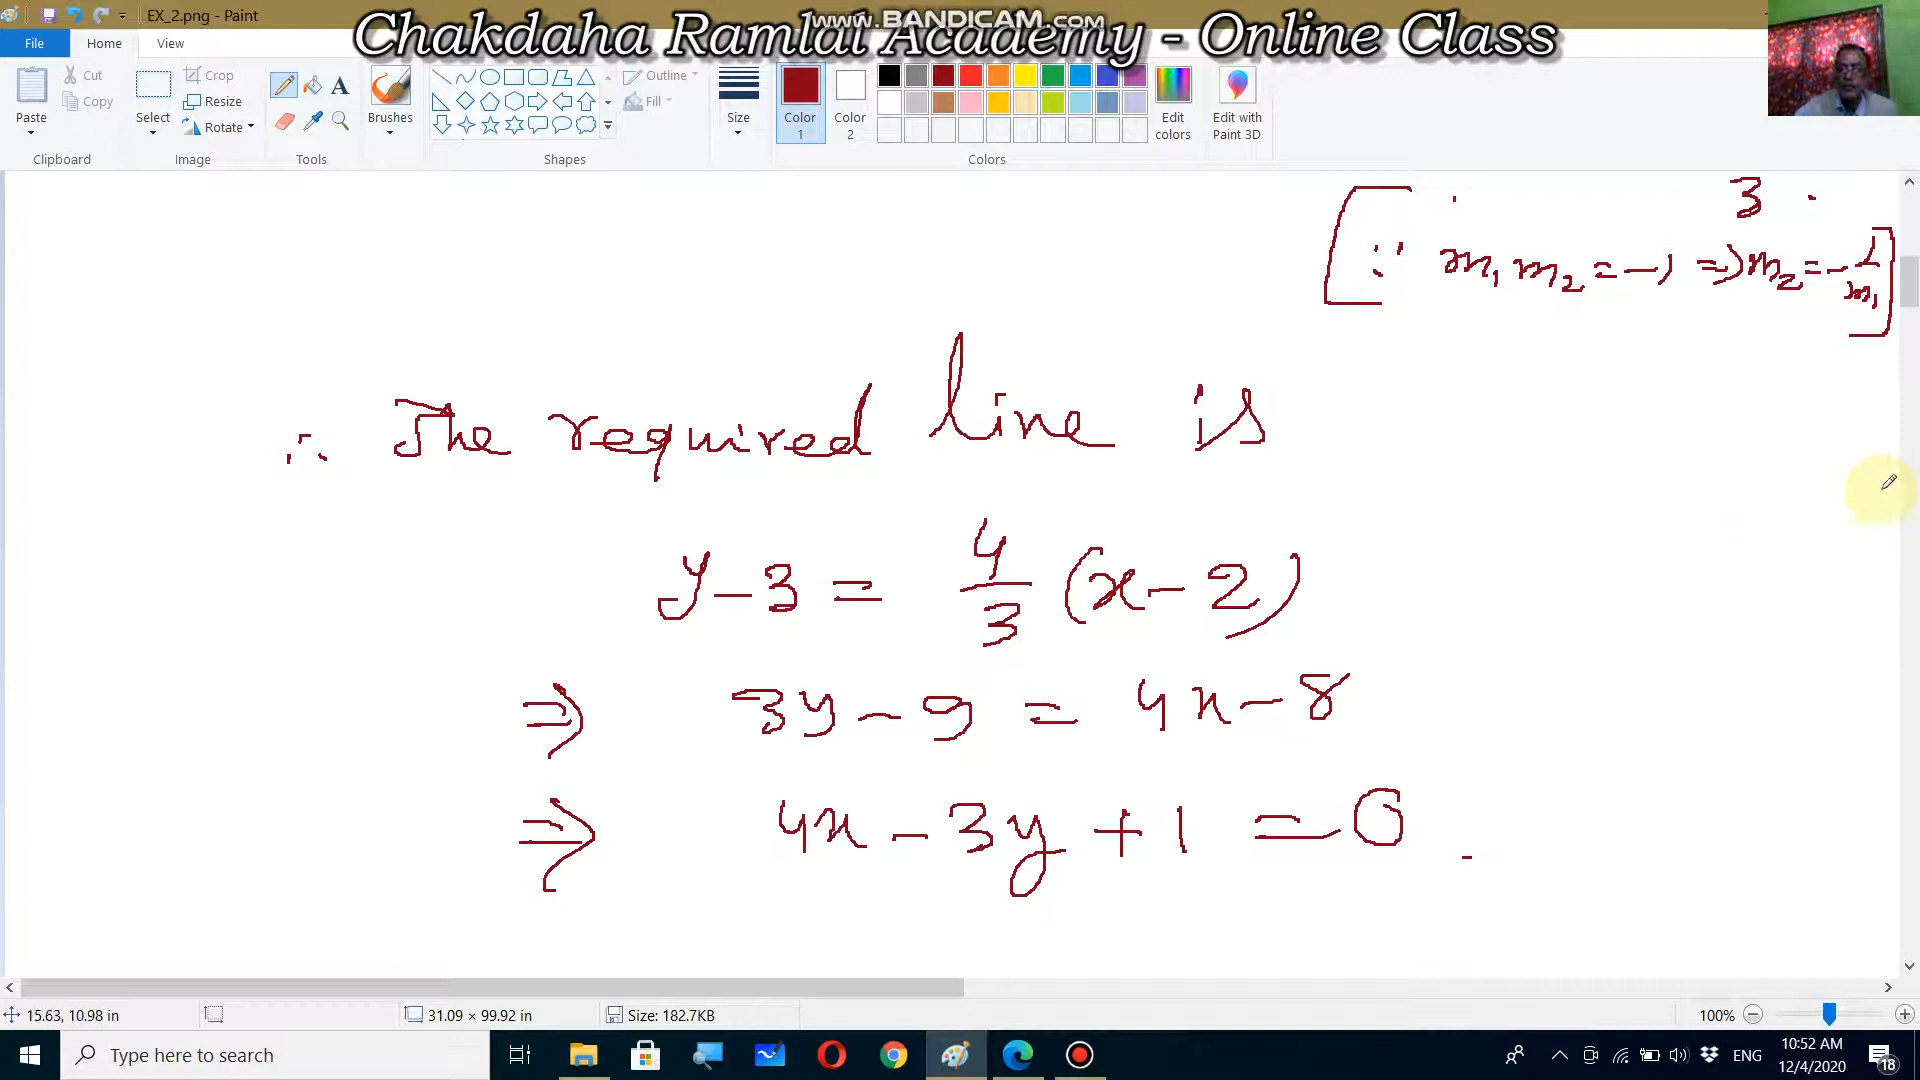 EX_2.png - Paint
www.BANDICAM.com
Chakdaha Ramlal Academy - Online Class
File Home View
Paste Cut Copy Clipboard
Select Crop Resize Rotate Image
Tools
Brushes
Shapes Outline Fill
Size
Color 1 Color 2
Edit colors
Edit with Paint 3D
Colors
3
∵ m₁ m₂ = -1 ⇒ m₂ = -1/m₁
∴ The required line is
y - 3 = 4/3 (x - 2)
⇒ 3y - 9 = 4x - 8
⇒ 4x - 3y + 1 = 0.
15.63, 10.98 in 31.09 × 99.92 in Size: 182.7KB 100%
Type here to search
ENG 10:52 AM
12/4/2020
18